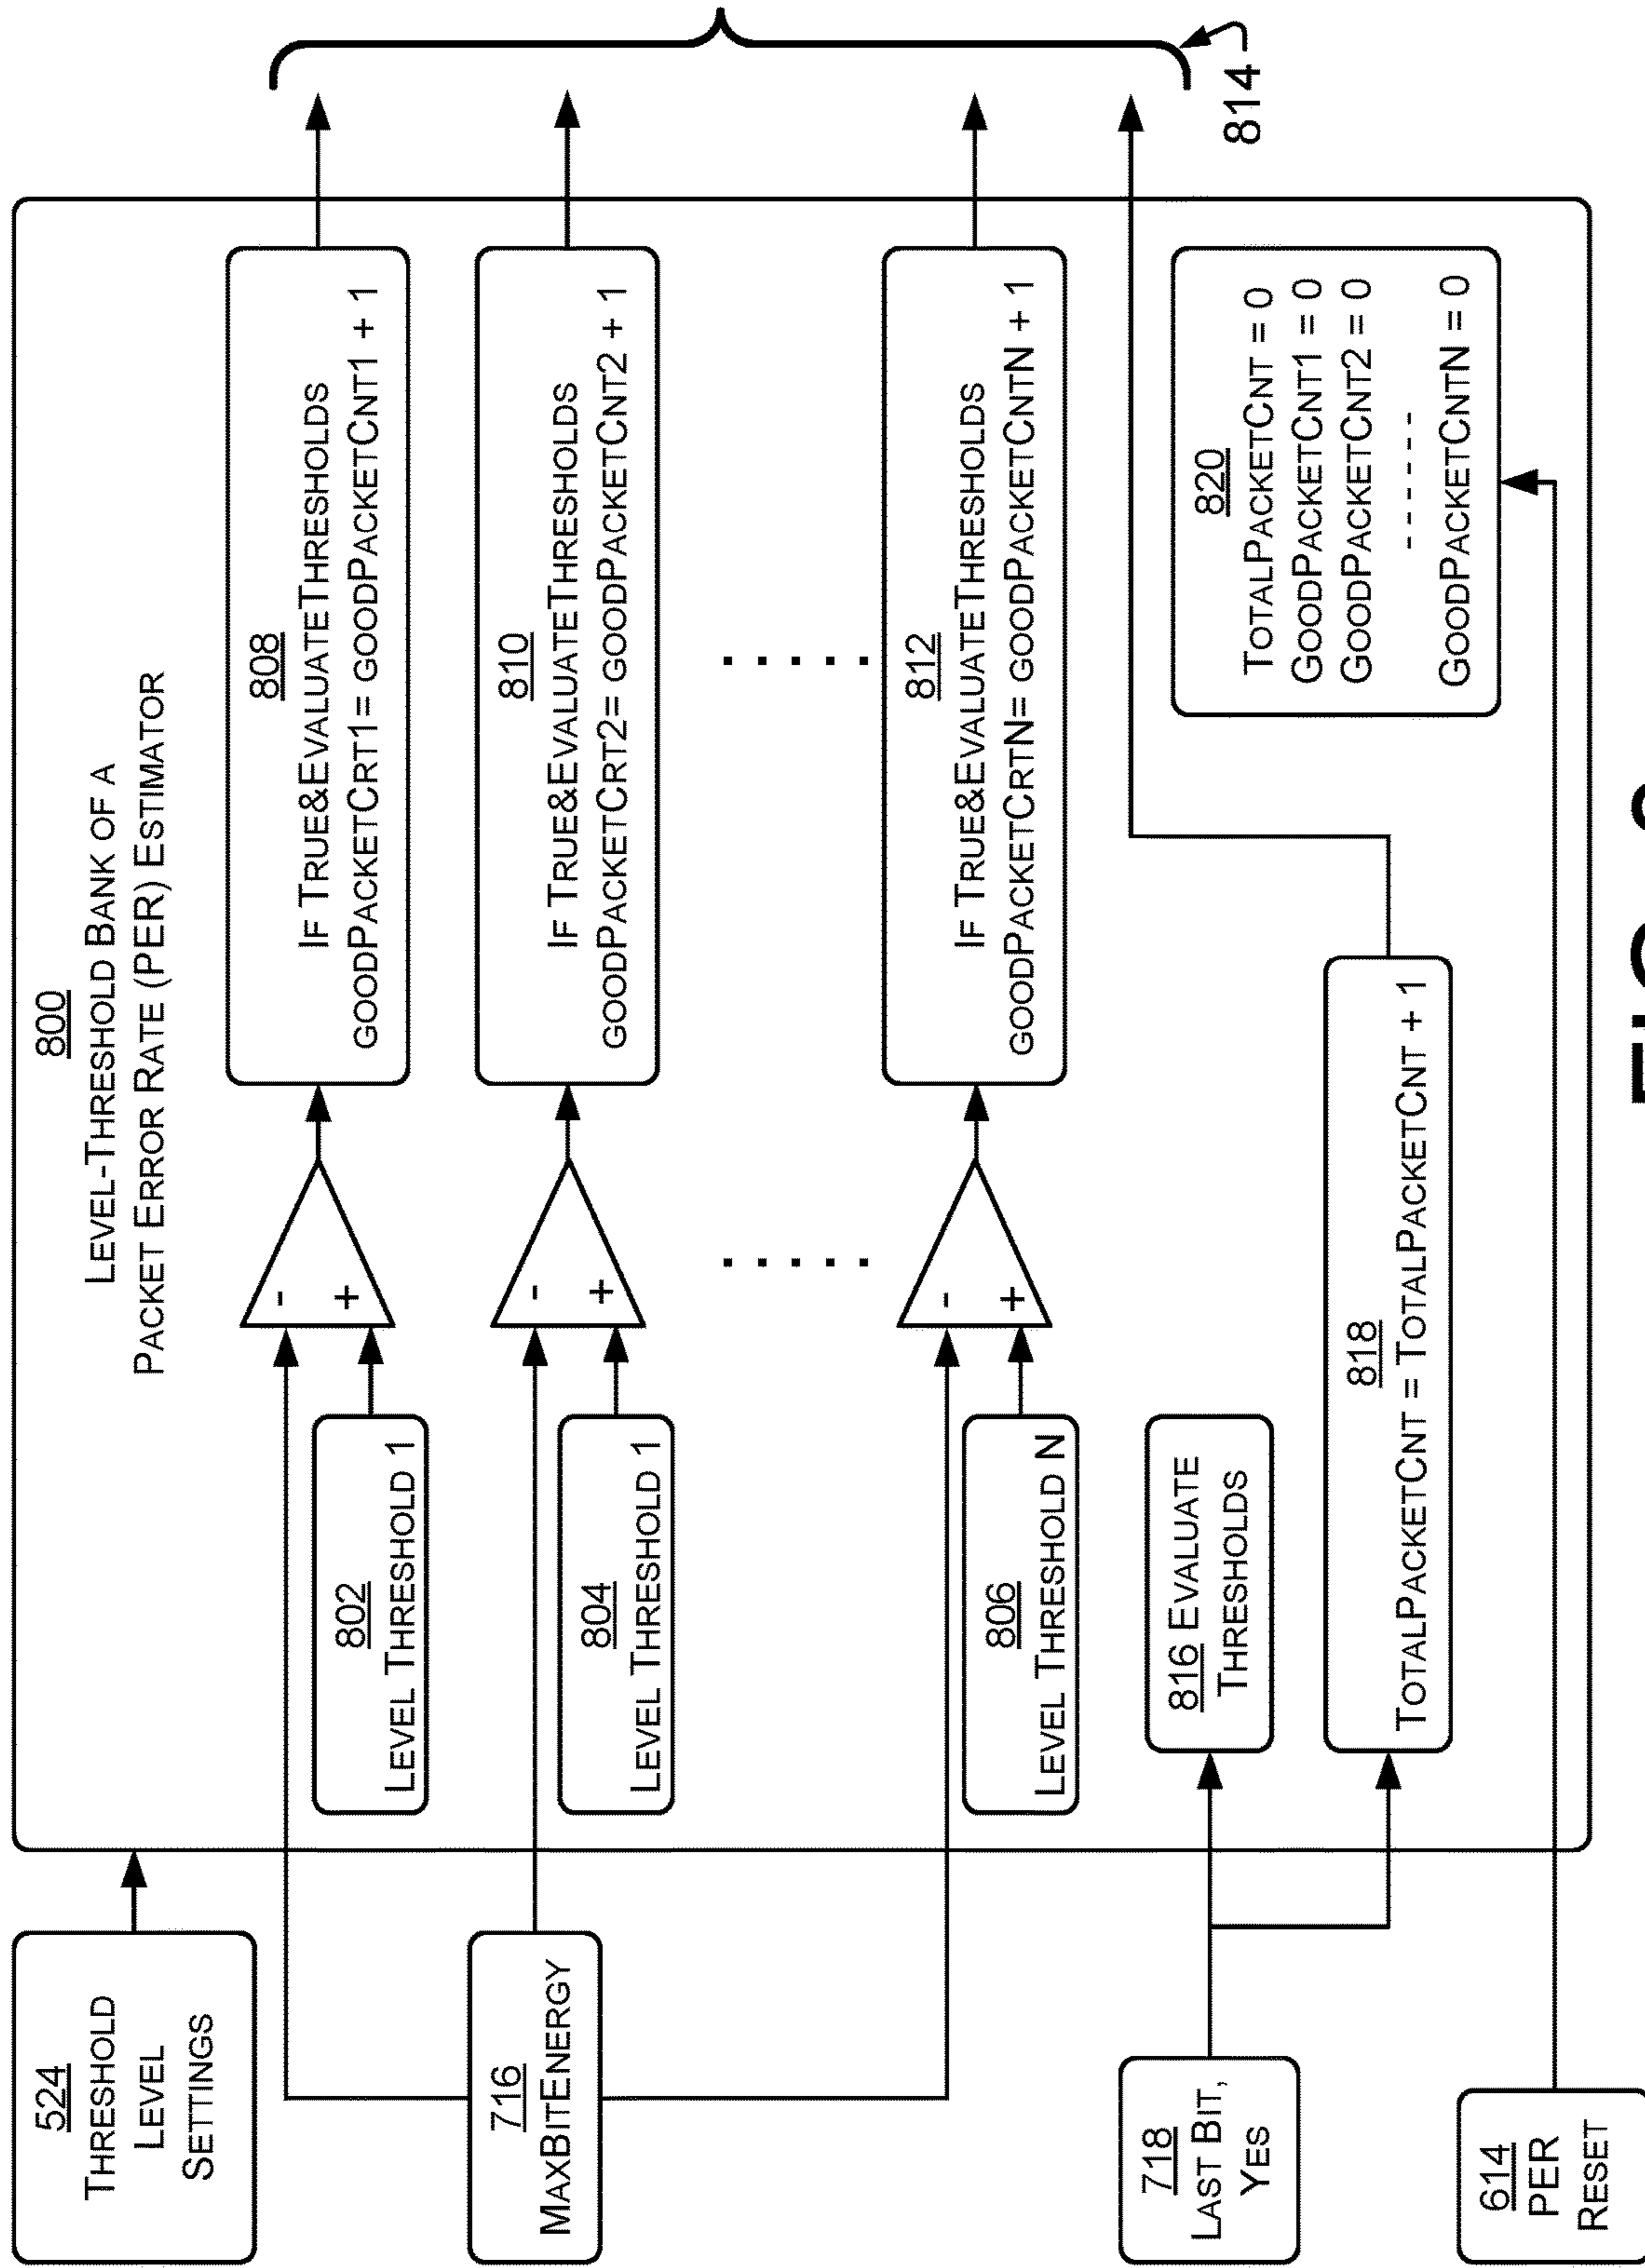 524
Threshold
Level
Settings
800
Level-Threshold Bank of a
Packet Error Rate (PER) Estimator
-
+
802
Level Threshold 1
808
If True&EvaluateThresholds
goodPacketCrt1= goodPacketCnt1 + 1
716
MaxBitEnergy
-
+
804
Level Threshold 1
810
If True&EvaluateThresholds
goodPacketCrt2= goodPacketCnt2 + 1
-
+
806
Level Threshold N
812
If True&EvaluateThresholds
goodPacketCrtN= goodPacketCntN + 1
814
718
Last Bit,
Yes
816 Evaluate
Thresholds
818
TotalPacketCnt = TotalPacketCnt + 1
820
TotalPacketCnt = 0
GoodPacketCnt1 = 0
GoodPacketCnt2 = 0
------
GoodPacketCntN = 0
614
PER
Reset